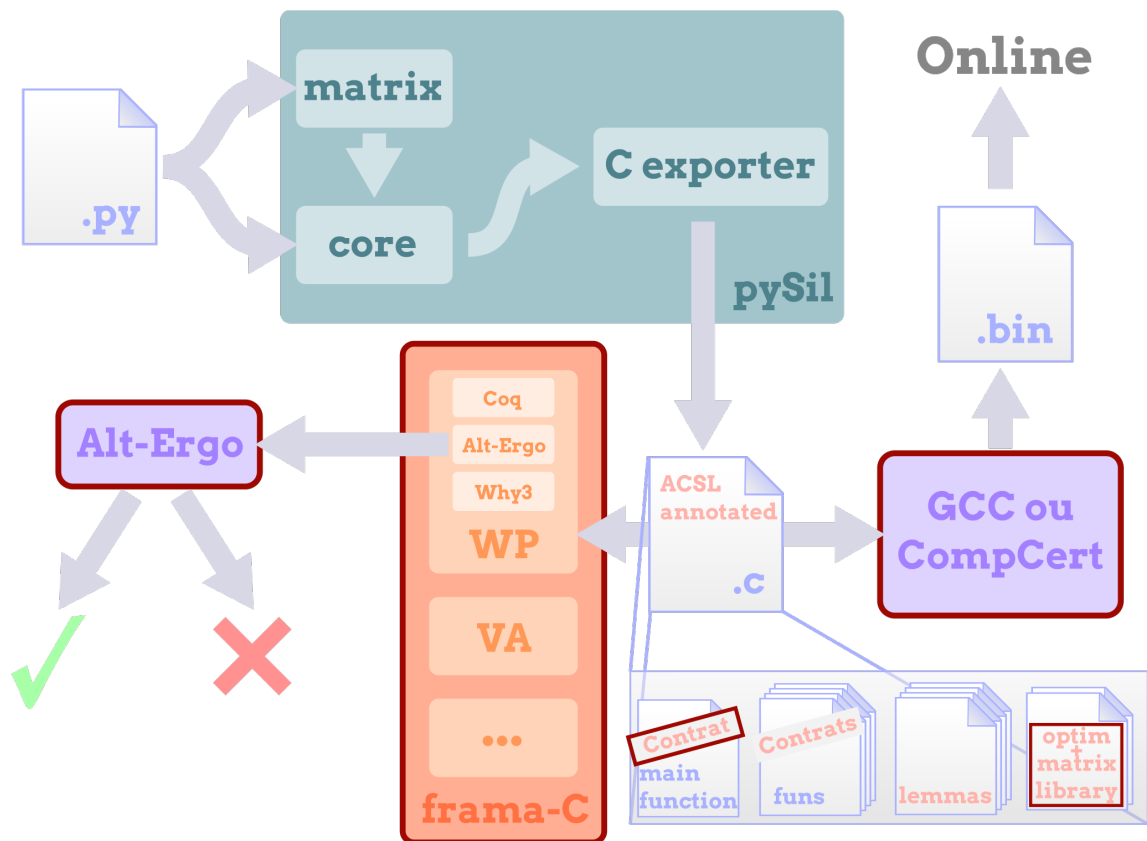 Online
matrix
C exporter
.py
core
pySil
.bin
Coq
Alt-Ergo
Alt-Ergo
Why3
WP
ACSL
annotated
.c
GCC ou
CompCert
VA
...
frama-C
Contrat
main
function
Contrats
funs
lemmas
optim
+
matrix
library